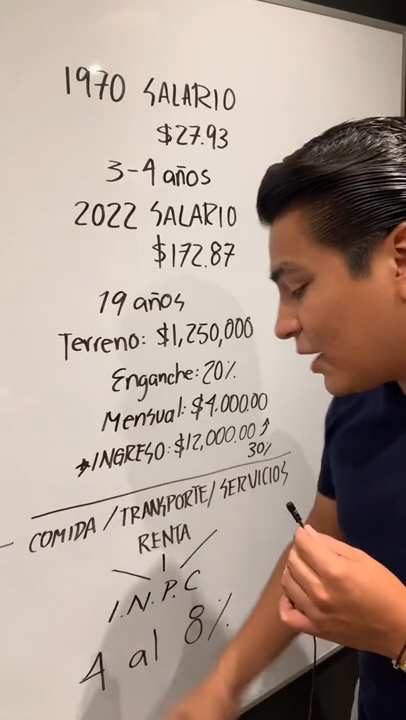 1970 SALARIO
$27.93
3-4 años
2022 SALARIO
$172.87
19 años
Terreno: $1,250,000
Enganche: 20%
Mensual: $4.000.00
INGRESO: $12,000.00
30%
COMIDA / TRANSPORTE / SERVICIOS
RENTA
I.N.P.C
4 al 8%